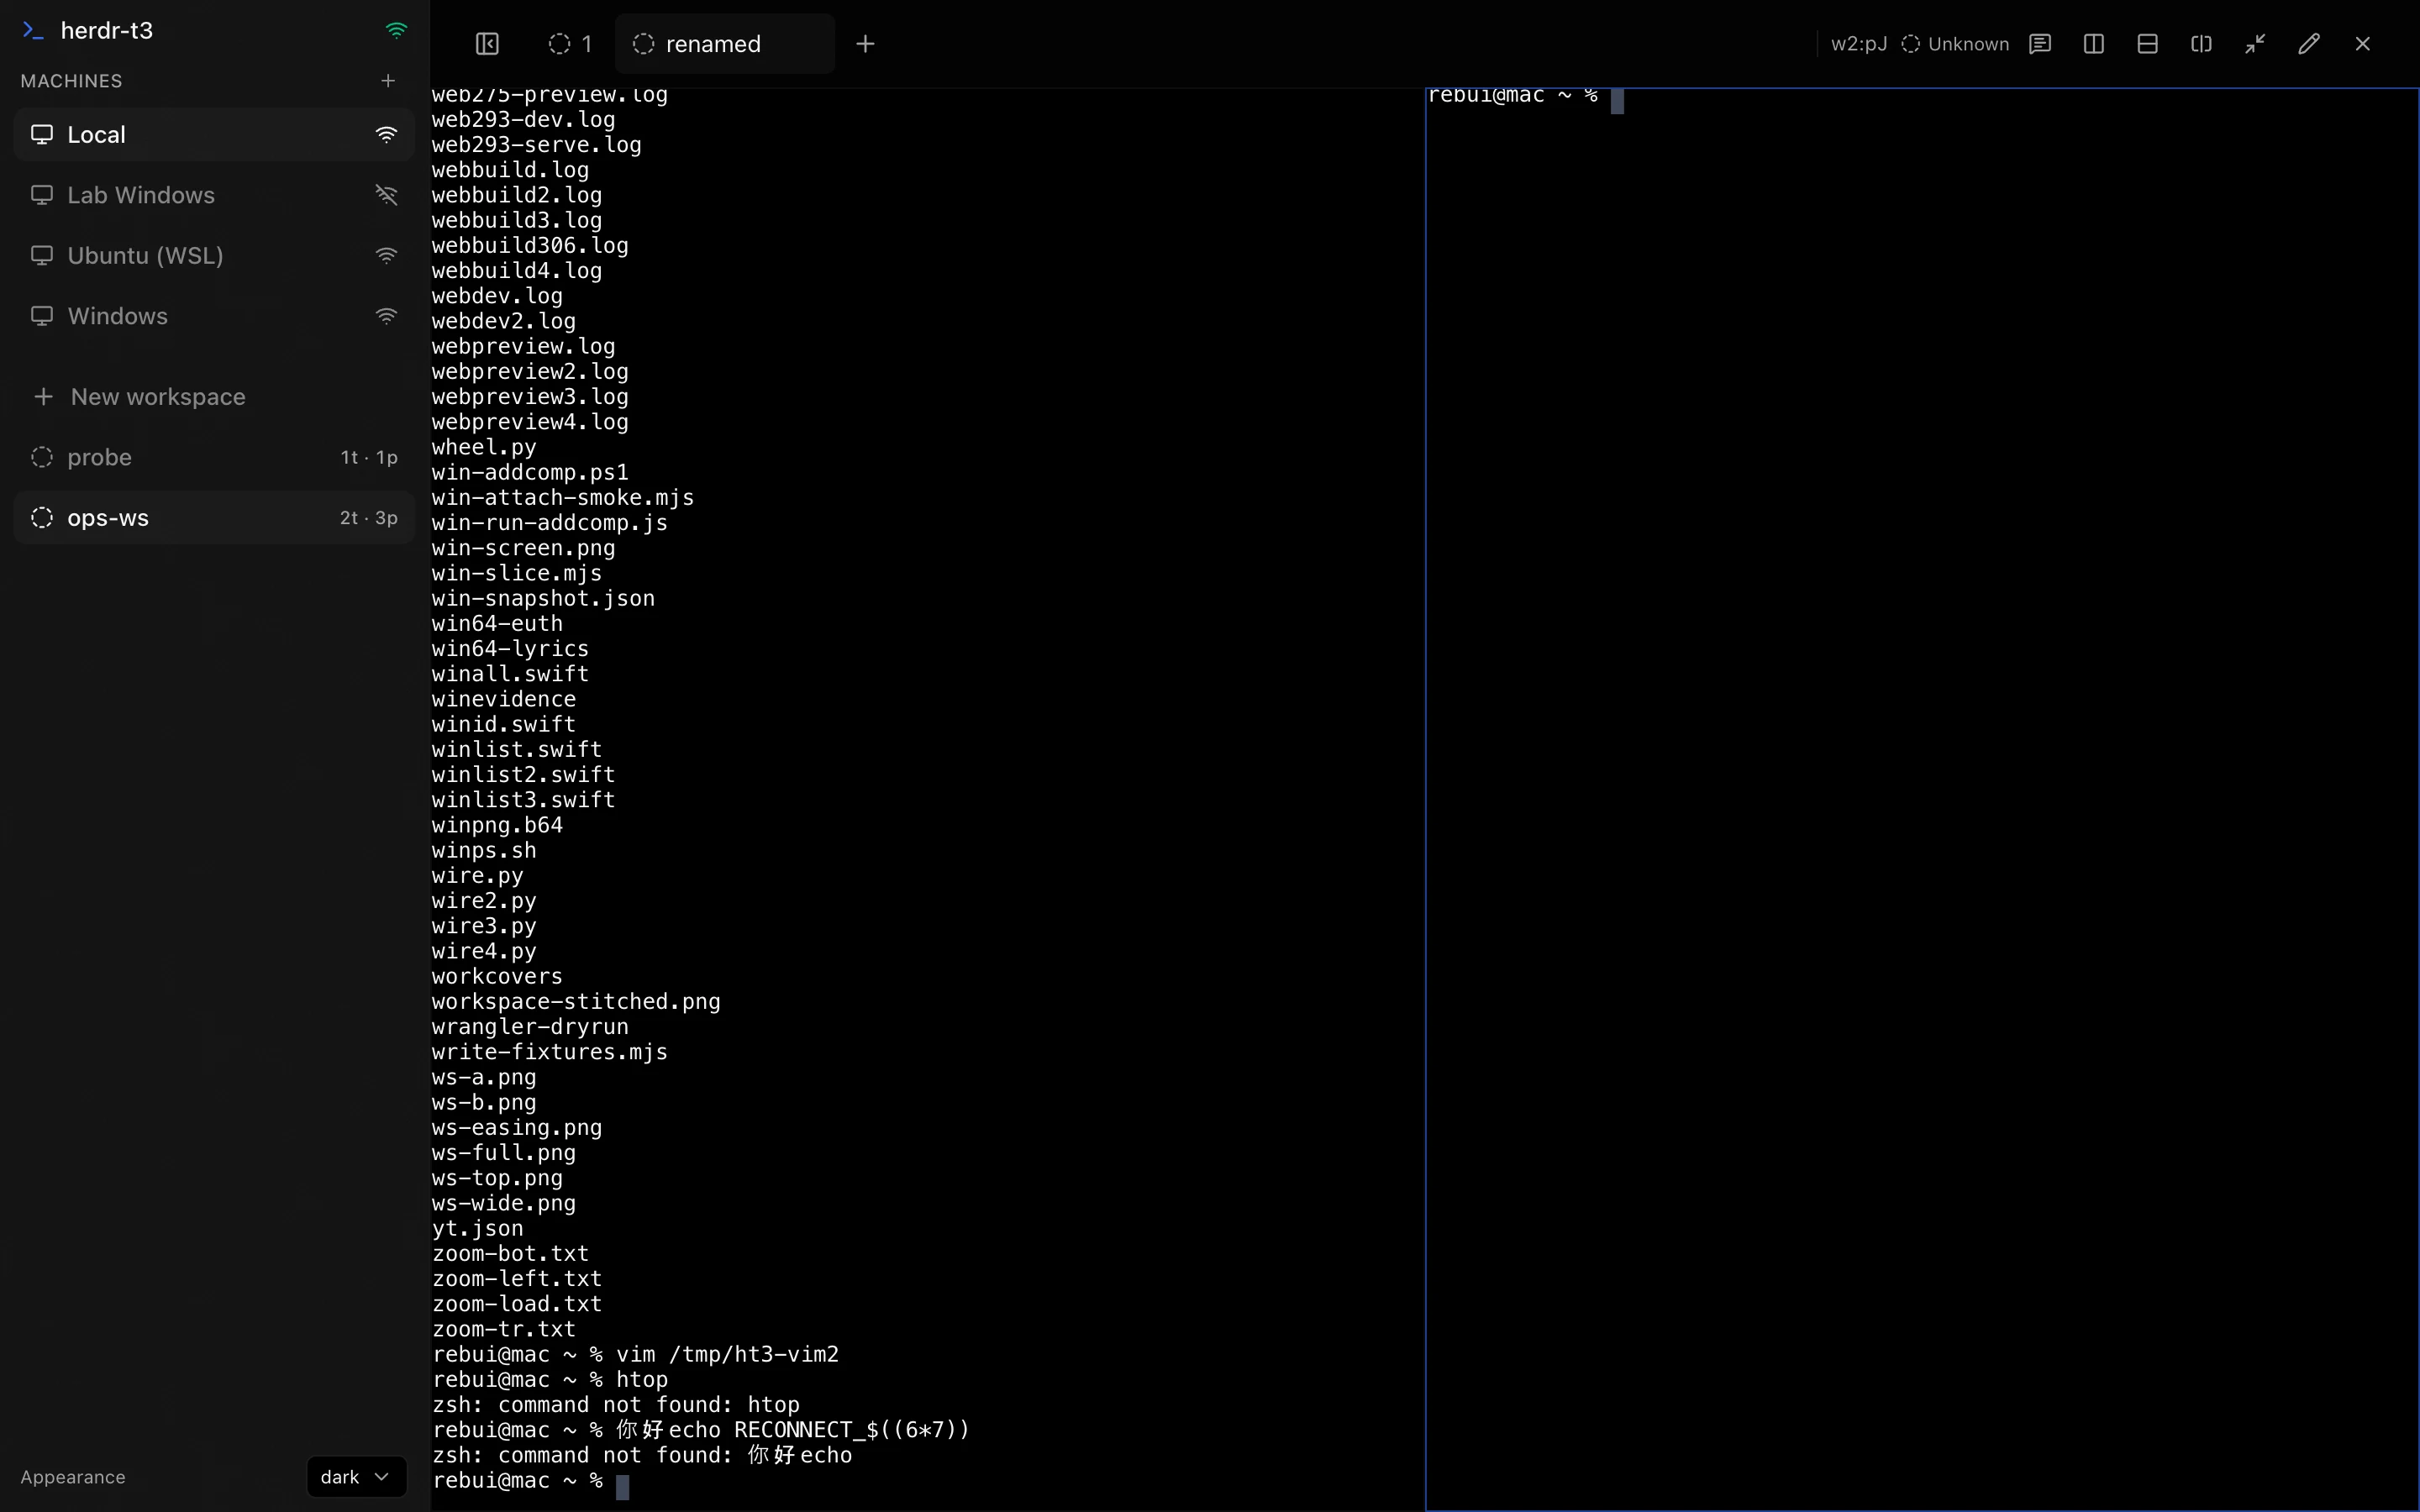 herdr-t3
MACHINES
Local
Lab Windows
Ubuntu (WSL)
Windows
New workspace
probe 1t · 1p
ops-ws 2t · 3p
Appearance dark
1 renamed w2:pJ Unknown
web275-preview.log
web293-dev.log
web293-serve.log
webbuild.log
webbuild2.log
webbuild3.log
webbuild306.log
webbuild4.log
webdev.log
webdev2.log
webpreview.log
webpreview2.log
webpreview3.log
webpreview4.log
wheel.py
win-addcomp.ps1
win-attach-smoke.mjs
win-run-addcomp.js
win-screen.png
win-slice.mjs
win-snapshot.json
win64-euth
win64-lyrics
winall.swift
winevidence
winid.swift
winlist.swift
winlist2.swift
winlist3.swift
winpng.b64
winps.sh
wire.py
wire2.py
wire3.py
wire4.py
workcovers
workspace-stitched.png
wrangler-dryrun
write-fixtures.mjs
ws-a.png
ws-b.png
ws-easing.png
ws-full.png
ws-top.png
ws-wide.png
yt.json
zoom-bot.txt
zoom-left.txt
zoom-load.txt
zoom-tr.txt
rebui@mac ~ % vim /tmp/ht3-vim2
rebui@mac ~ % htop
zsh: command not found: htop
rebui@mac ~ % 你好echo RECONNECT_$((6*7))
zsh: command not found: 你好echo
rebui@mac ~ %
rebui@mac ~ %